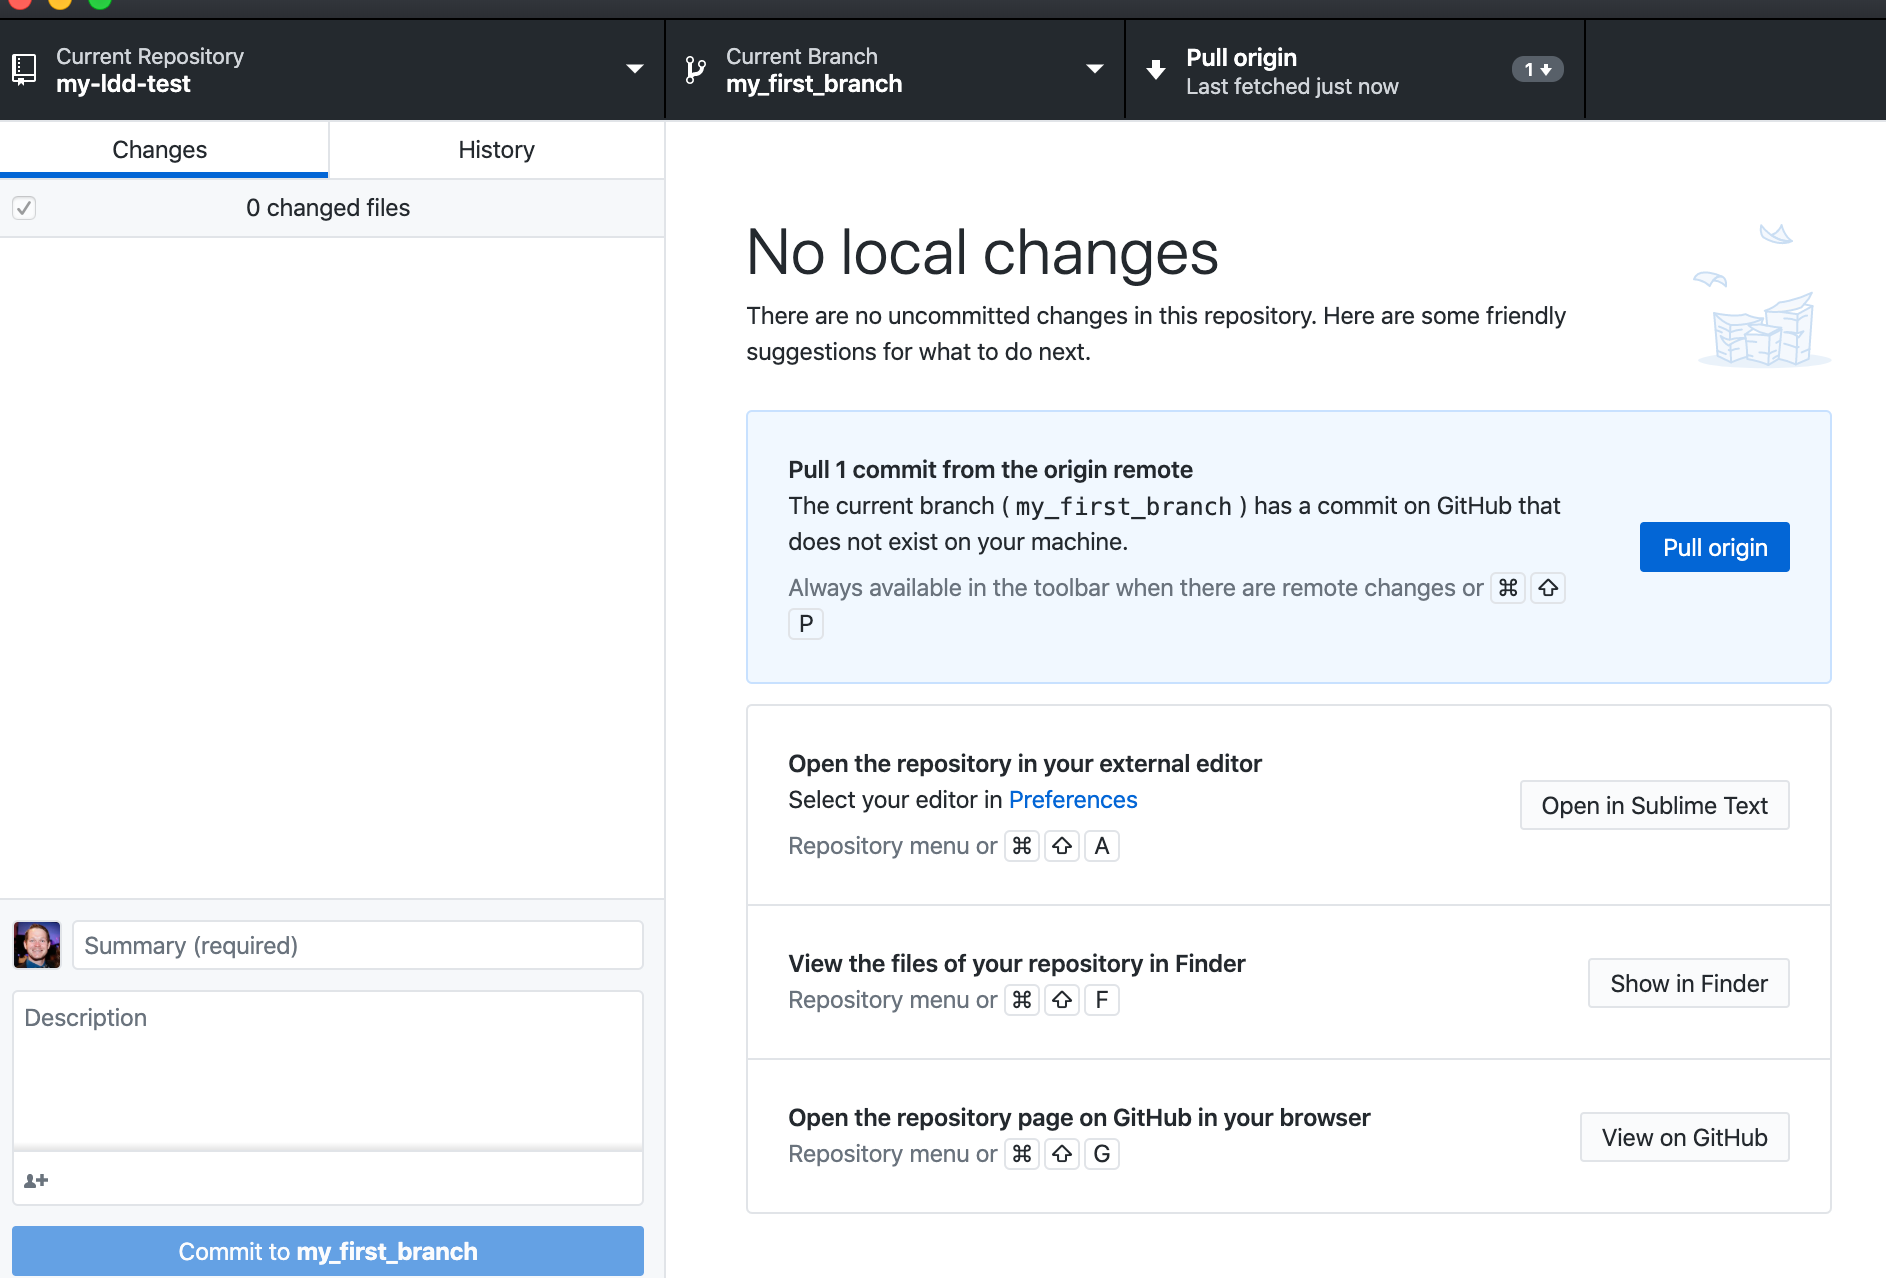 Current Repository
my-ldd-test
Current Branch
my_first_branch
Pull origin
Last fetched just now
1
Changes
History
0 changed files
No local changes
There are no uncommitted changes in this repository. Here are some friendly
suggestions for what to do next.
Pull 1 commit from the origin remote
The current branch ( my_first_branch ) has a commit on GitHub that
does not exist on your machine.
Always available in the toolbar when there are remote changes or ⌘ ⇧
P
Pull origin
Open the repository in your external editor
Select your editor in Preferences
Repository menu or ⌘ ⇧ A
Open in Sublime Text
View the files of your repository in Finder
Repository menu or ⌘ ⇧ F
Show in Finder
Open the repository page on GitHub in your browser
Repository menu or ⌘ ⇧ G
View on GitHub
Summary (required)
Description
Commit to my_first_branch